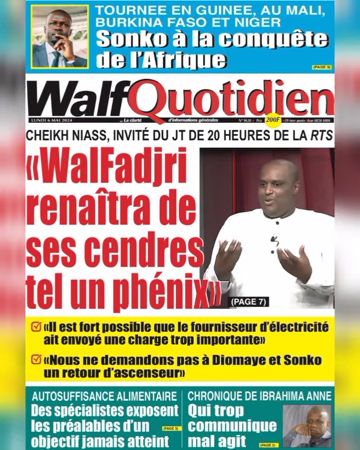 TOURNEE EN GUINEE, AU MALI,
BURKINA FASO ET NIGER
Sonko à la conquête
de l'Afrique
(PAGE 3)
WalfQuotidien
LUNDI 6 MAI 2024
... La clarté
d'informations générales
Prix
200F
CHEIKH NIASS, INVITÉ DU JT DE 20 HEURES DE LA RTS
«WalFadjri
renaîtra de
ses cendres
tel un phénix»
(PAGE 7)
«Il est fort possible que le fournisseur d'électricité
ait envoyé une charge trop importante»
«Nous ne demandons pas à Diomaye et Sonko
un retour d'ascenseur»
AUTOSUFFISANCE ALIMENTAIRE
Des spécialistes exposent
les préalables d'un
objectif jamais atteint
CHRONIQUE DE IBRAHIMA ANNE
Qui trop
communique
mal agit